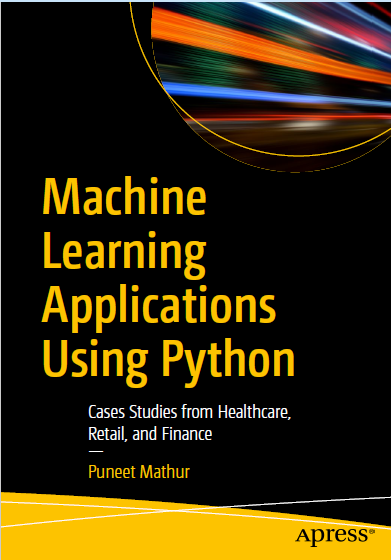 Machine
Learning
Applications
Using Python
Cases Studies from Healthcare,
Retail, and Finance
—
Puneet Mathur
Apress®